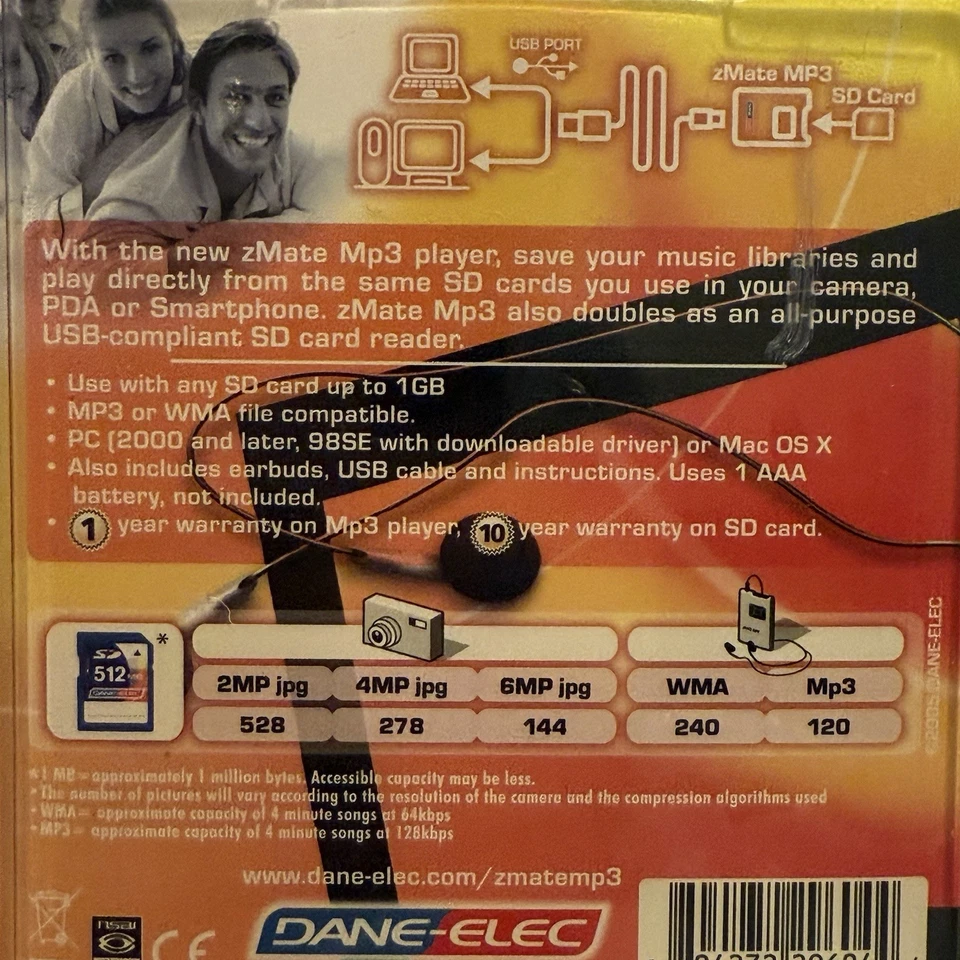 USB PORT
zMate MP3
SD Card
With the new zMate Mp3 player, save your music libraries and
play directly from the same SD cards you use in your camera,
PDA or Smartphone. zMate Mp3 also doubles as an all-purpose
USB-compliant SD card reader.
• Use with any SD card up to 1GB
• MP3 or WMA file compatible.
• PC (2000 and later, 98SE with downloadable driver) or Mac OS X
• Also includes earbuds, USB cable and instructions. Uses 1 AAA
battery, not included.
• 1 year warranty on Mp3 player, 10 year warranty on SD card.
SD
512
*
2MP jpg 4MP jpg 6MP jpg WMA Mp3
528 278 144 240 120
©2005 DANE-ELEC
*1 MB = approximately 1 million bytes. Accessible capacity may be less.
*The number of pictures will vary according to the resolution of the camera and the compression algorithms used
*WMA= approximate capacity of 4 minute songs at 64kbps
*MP3= approximate capacity of 4 minute songs at 128kbps
www.dane-elec.com/zmatemp3
CE
DANE-ELEC